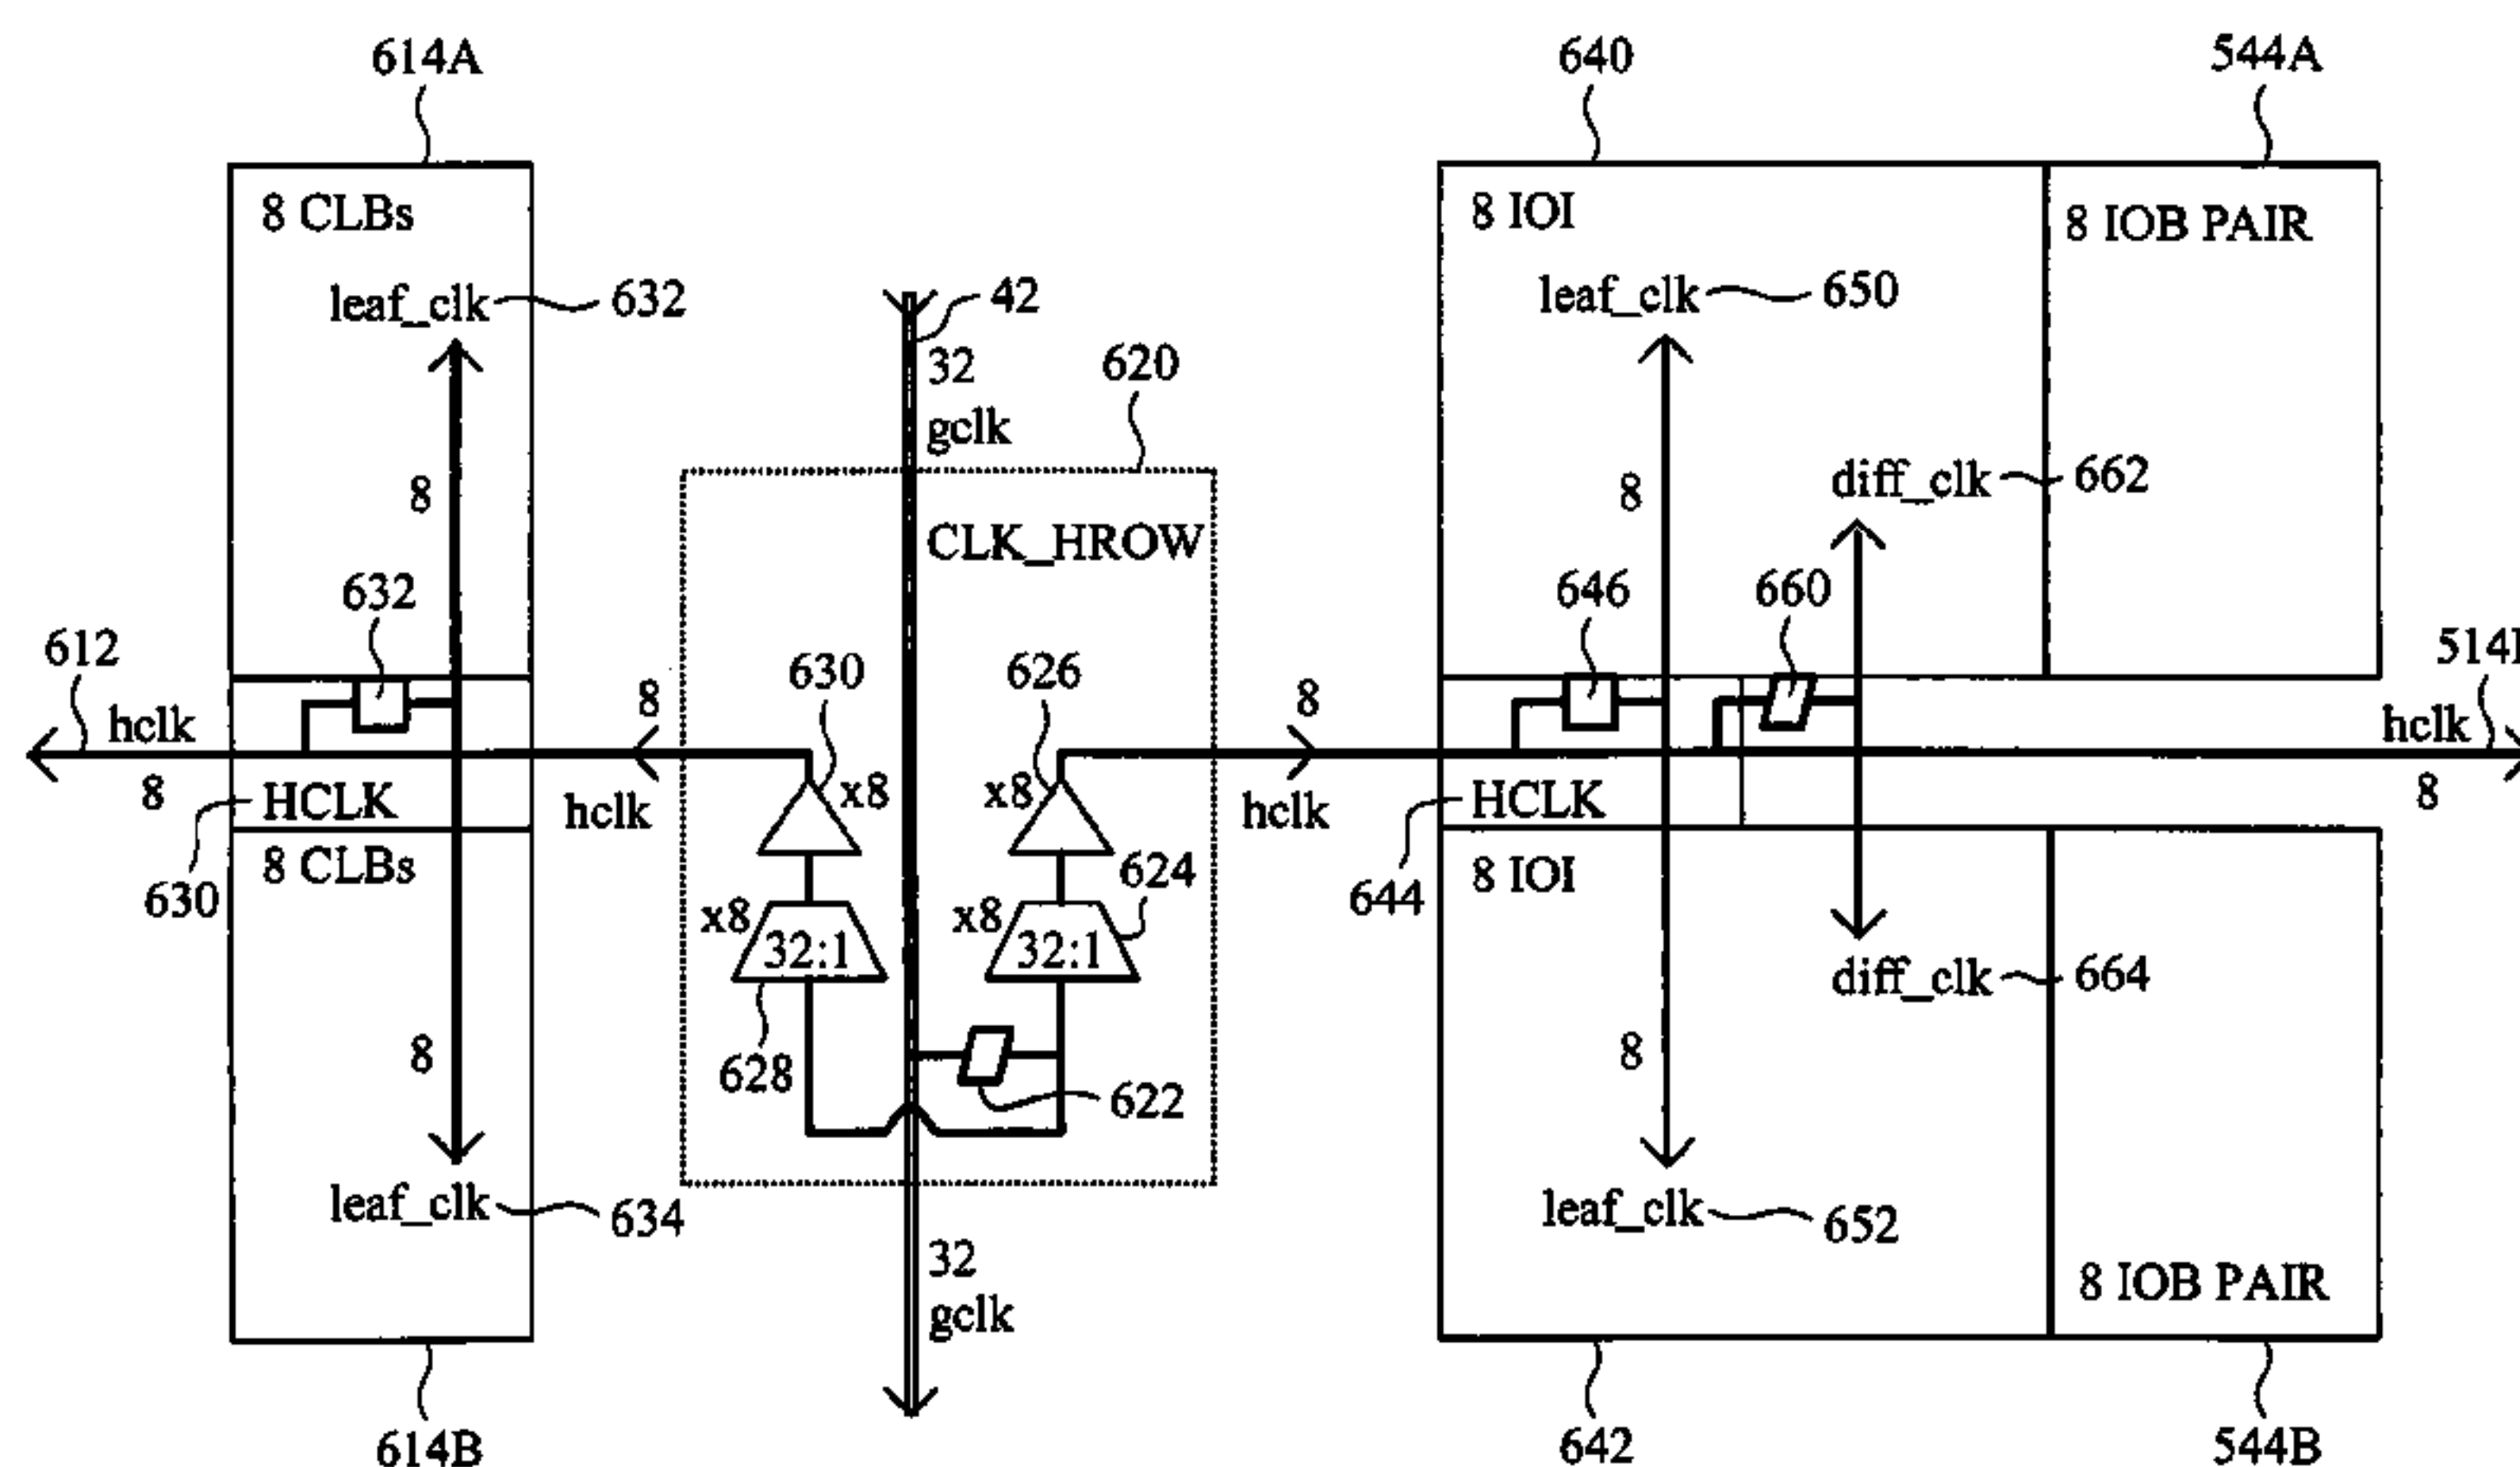 614A
640
544A
8 CLBs
8 IOI
8 IOB PAIR
leaf_clk
632
42
leaf_clk
650
32
gclk
620
8
8
diff_clk
662
CLK_HROW
632
646
660
612
hclk
8
630
626
8
hclk
8
630
HCLK
hclk
x8
x8
hclk
644
HCLK
8
8 CLBs
x8
32:1
x8
32:1
624
8 IOI
diff_clk
664
8
628
622
8
leaf_clk
634
leaf_clk
652
32
gclk
8 IOB PAIR
614B
642
544B